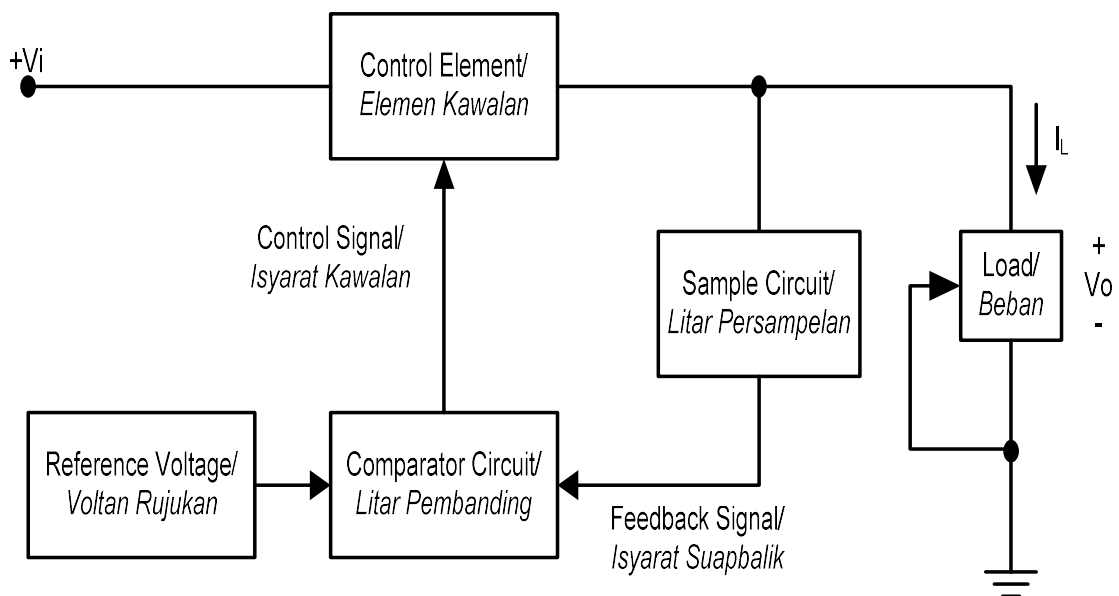 +Vi
Control Element/
Elemen Kawalan
I_L
Control Signal/
Isyarat Kawalan
Sample Circuit/
Litar Persampelan
Load/
Beban
+
Vo
-
Reference Voltage/
Voltan Rujukan
Comparator Circuit/
Litar Pembanding
Feedback Signal/
Isyarat Suapbalik